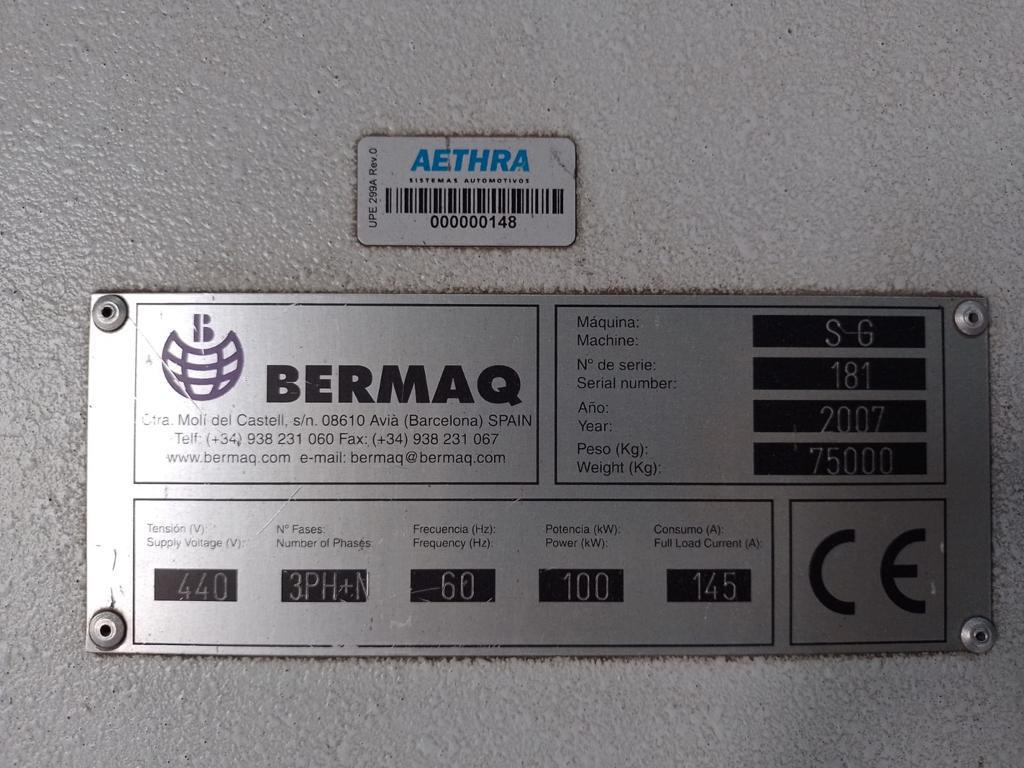 UPE 299A Rev.0
AETHRA
SISTEMAS AUTOMOTIVOS
000000148
B
BERMAQ
Ctra. Molí del Castell, s/n. 08610 Avià (Barcelona) SPAIN
Telf: (+34) 938 231 060 Fax: (+34) 938 231 067
www.bermaq.com e-mail: bermaq@bermaq.com
Máquina:
Machine: S-G
Nº de serie:
Serial number: 181
Año:
Year: 2007
Peso (Kg):
Weight (Kg): 75000
Tensión (V): Nº Fases: Frecuencia (Hz): Potencia (kW): Consumo (A):
Supply Voltage (V): Number of Phases: Frequency (Hz): Power (kW): Full Load Current (A):
440 3PH+N 60 100 145
CE